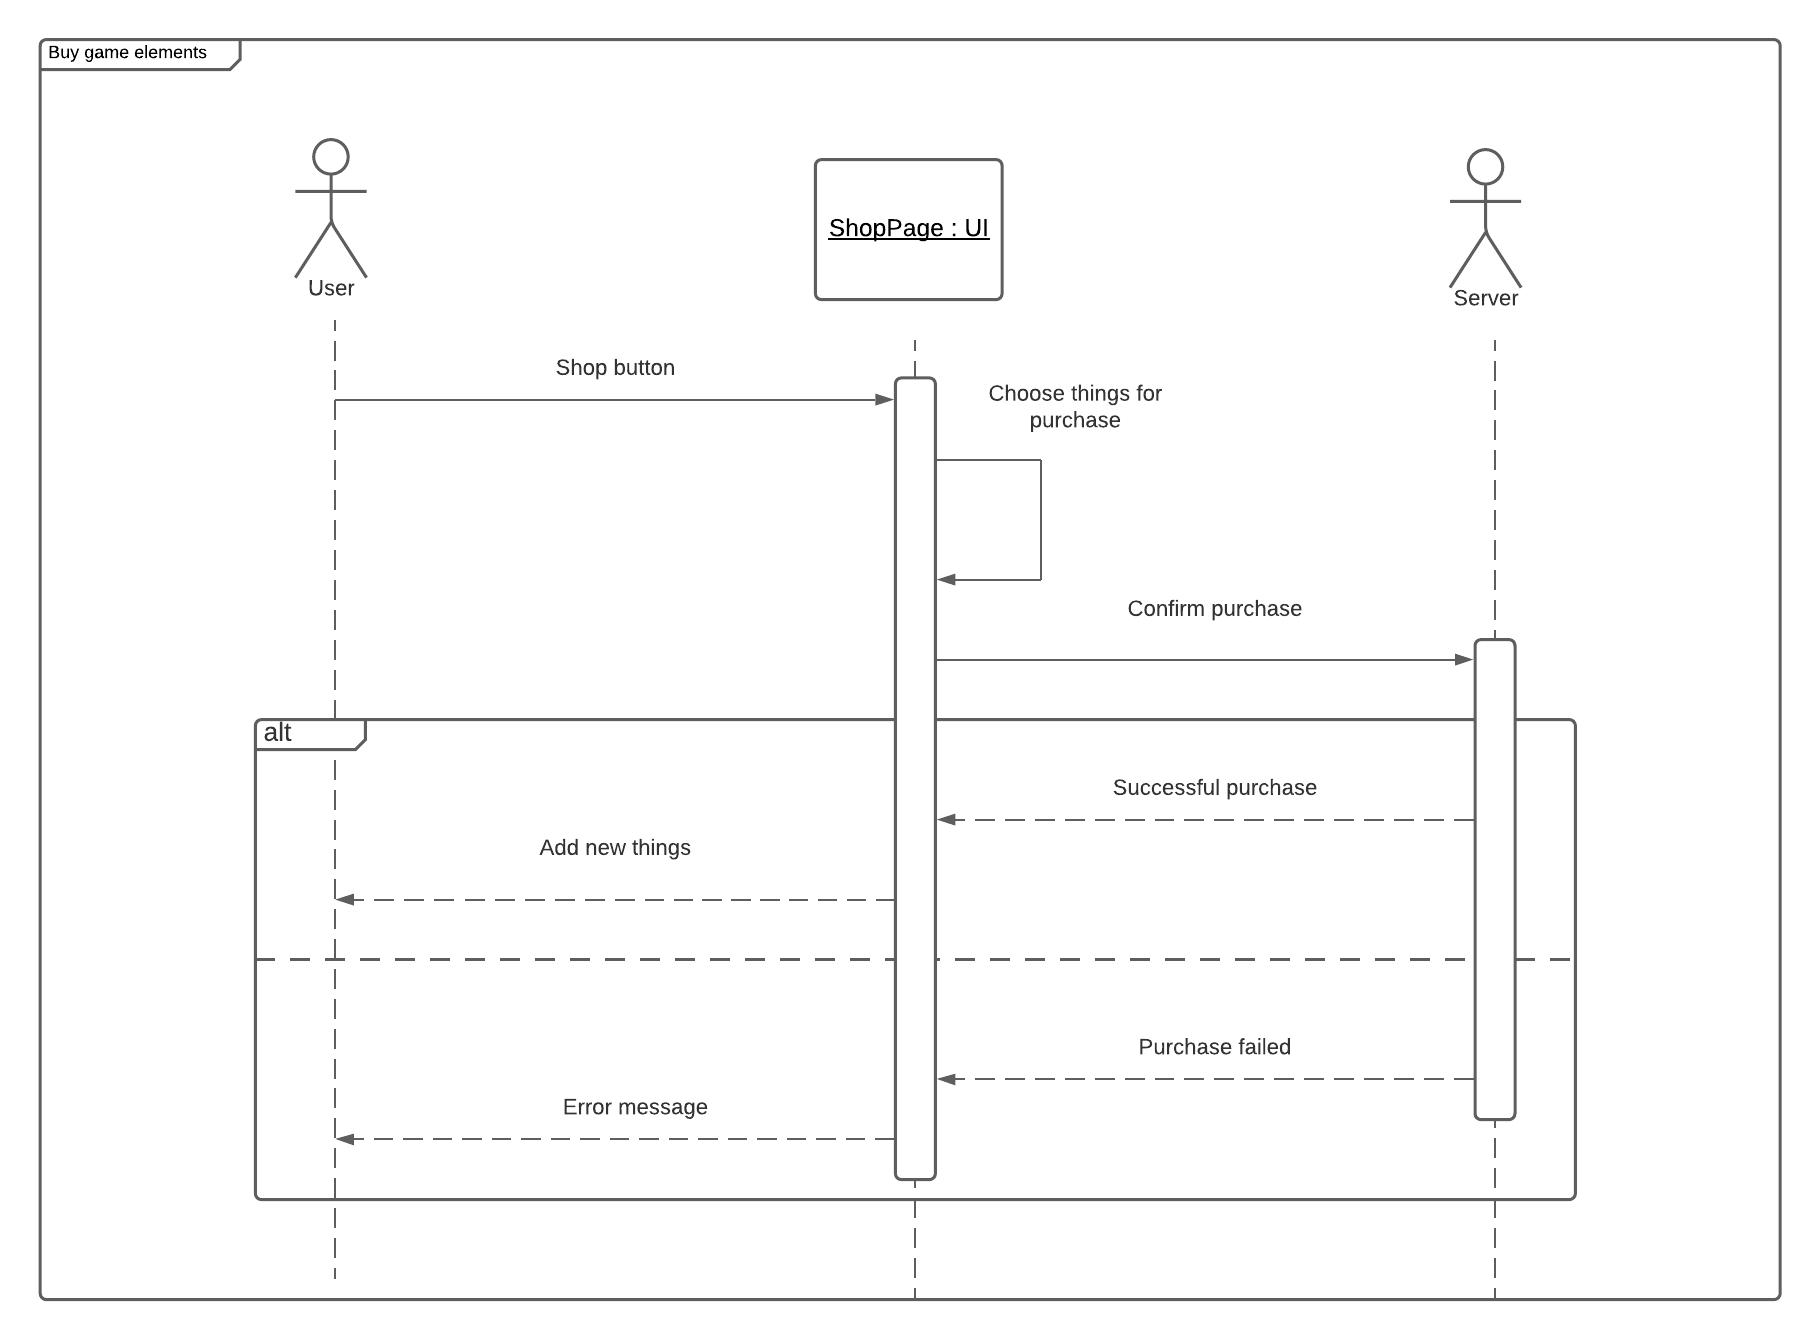 Buy game elements
User
ShopPage : UI
Server
Shop button
Choose things for
purchase
Confirm purchase
alt
Successful purchase
Add new things
Purchase failed
Error message